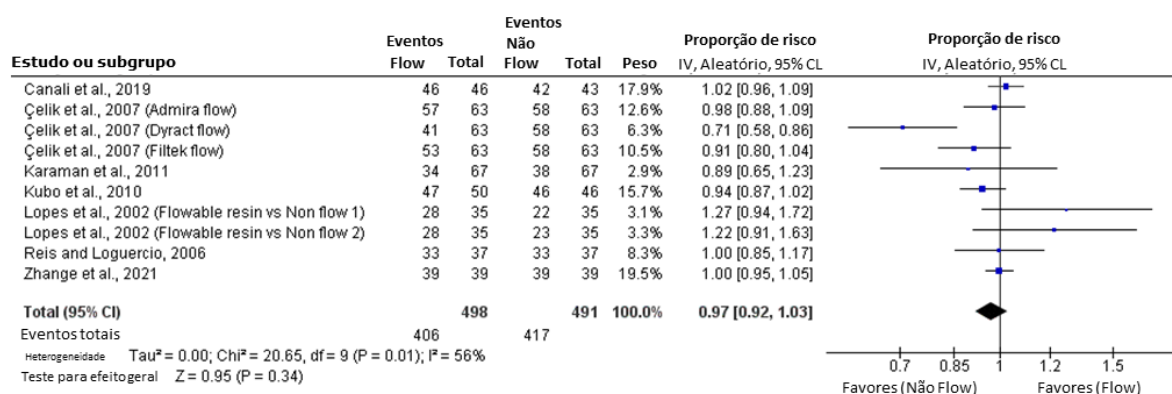 Estudo ou subgrupo Eventos Flow Total Eventos Não Flow Total Peso Proporção de risco IV, Aleatório, 95% CL Proporção de risco IV, Aleatório, 95% CL
Canali et al., 2019 46 46 42 43 17.9% 1.02 [0.96, 1.09]
Çelik et al., 2007 (Admira flow) 57 63 58 63 12.6% 0.98 [0.88, 1.09]
Çelik et al., 2007 (Dyract flow) 41 63 58 63 6.3% 0.71 [0.58, 0.86]
Çelik et al., 2007 (Filtek flow) 53 63 58 63 10.5% 0.91 [0.80, 1.04]
Karaman et al. 2011 34 67 38 67 2.9% 0.89 [0.65, 1.23]
Kubo et al. 2010 47 50 46 46 15.7% 0.94 [0.87, 1.02]
Lopes et al., 2002 (Flowable resin vs Non flow 1) 28 35 22 35 3.1% 1.27 [0.94, 1.72]
Lopes et al., 2002 (Flowable resin vs Non flow 2) 28 35 23 35 3.3% 1.22 [0.91, 1.63]
Reis and Loguercio, 2006 33 37 33 37 8.3% 1.00 [0.85, 1.17]
Zhange et al., 2021 39 39 39 39 19.5% 1.00 [0.95, 1.05]
Total (95% CI) 498 491 100.0% 0.97 [0.92, 1.03]
Eventos totais 406 417
Heterogeneidade Tau² = 0.00; Chi² = 20.65, df = 9 (P = 0.01); I² = 56%
Teste para efeito geral Z = 0.95 (P = 0.34)
0.7 0.85 1 1.2 1.5
Favores (Não Flow) Favores (Flow)